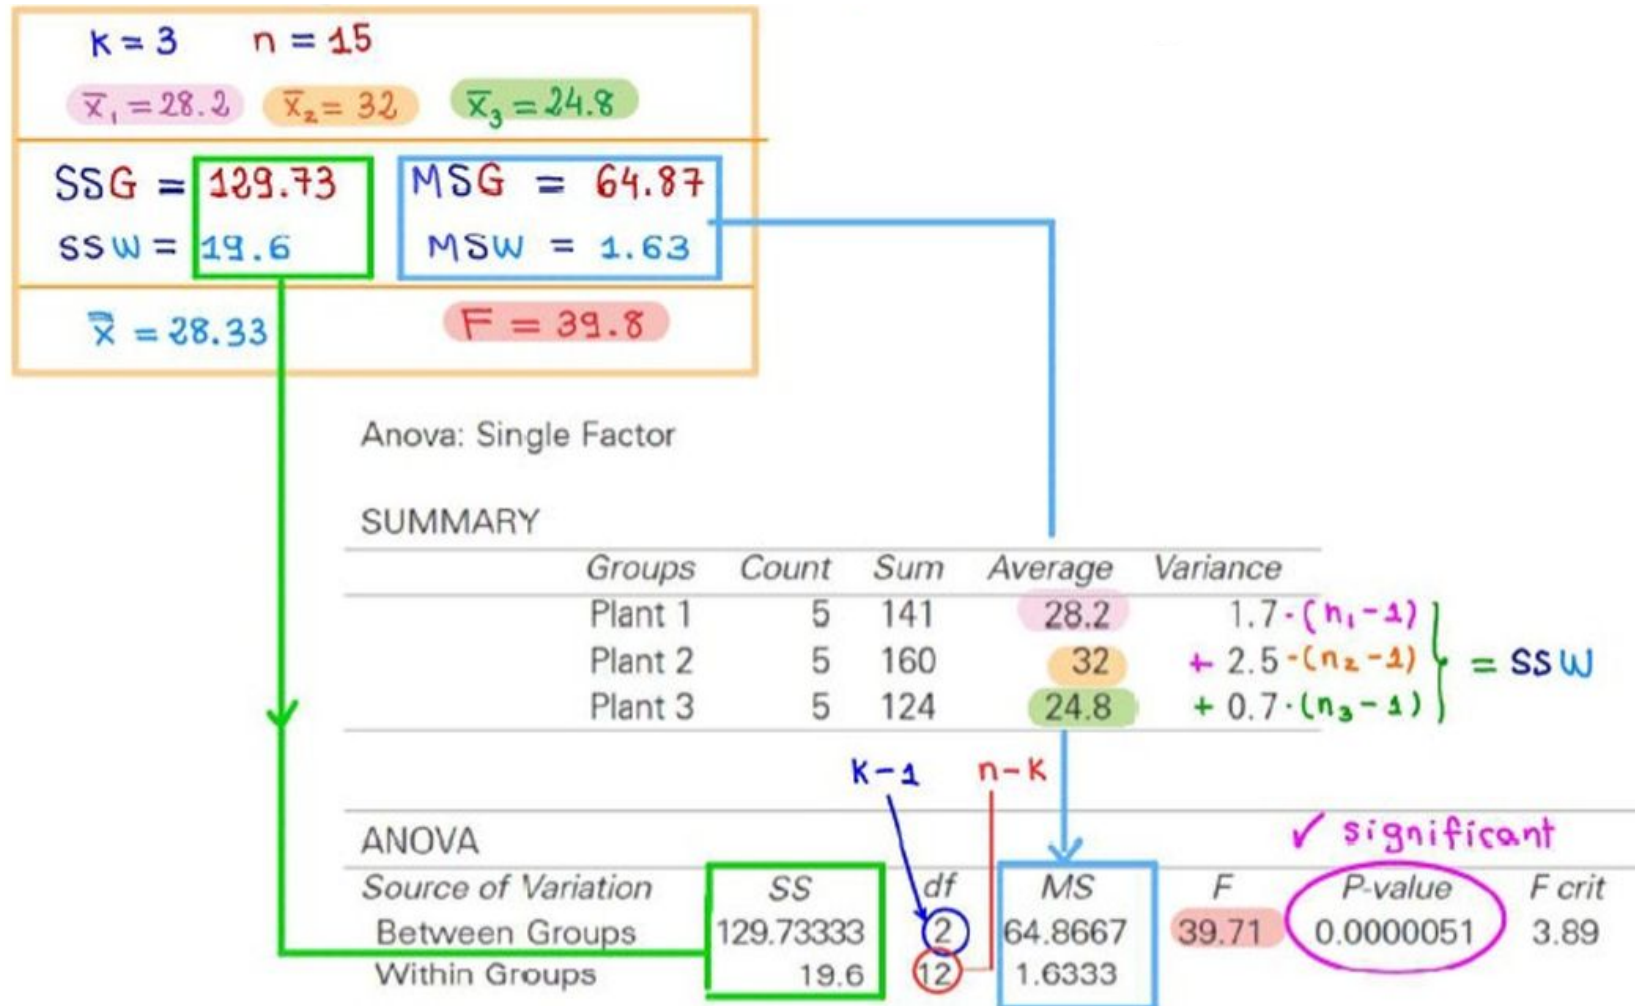 k = 3 n = 15
x̄₁ = 28.2 x̄₂ = 32 x̄₃ = 24.8
SSG = 129.73 MSG = 64.87
SSW = 19.6 MSW = 1.63
x̿ = 28.33 F = 39.8
Anova: Single Factor
SUMMARY
Groups Count Sum Average Variance
Plant 1 5 141 28.2 1.7 · (n₁ - 1)
Plant 2 5 160 32 + 2.5 · (n₂ - 1) = SSW
Plant 3 5 124 24.8 + 0.7 · (n₃ - 1)
k-1 n-k
ANOVA ✓ significant
Source of Variation SS df MS F P-value F crit
Between Groups 129.73333 2 64.8667 39.71 0.0000051 3.89
Within Groups 19.6 12 1.6333